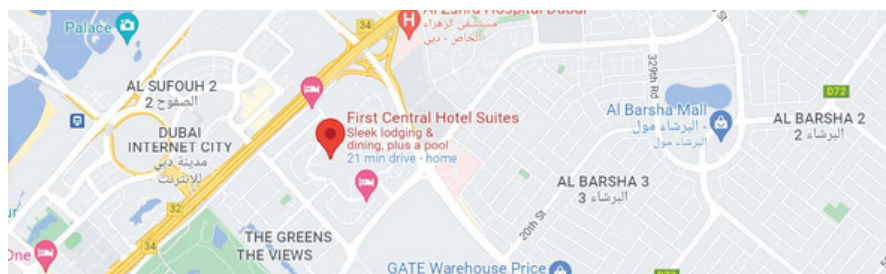 Al Zahra Hospital Dubai
مستشفى الزهراء
الخاص - دبي
34
Palace
329th Rd
AL SUFOUH 2
الصفوح 2
D72
First Central Hotel Suites
Sleek lodging &
dining, plus a pool
21 min drive - home
Al Barsha Mall
البرشاء مول -
البرشاء مول
AL BARSHA 2
البرشاء 2
DUBAI
INTERNET CITY
مدينة دبي
للإنترنت
AL BARSHA 3
البرشاء 3
32
20th St
THE GREENS
THE VIEWS
34
One
GATE Warehouse Price